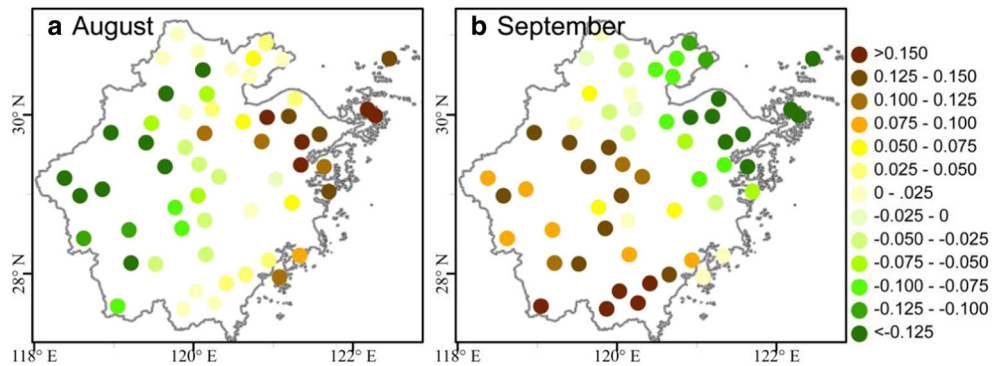 a August
b September
30° N
28° N
118° E
120° E
122° E
30° N
28° N
118° E
120° E
122° E
>0.150
0.125 - 0.150
0.100 - 0.125
0.075 - 0.100
0.050 - 0.075
0.025 - 0.050
0 - .025
-0.025 - 0
-0.050 - -0.025
-0.075 - -0.050
-0.100 - -0.075
-0.125 - -0.100
<-0.125